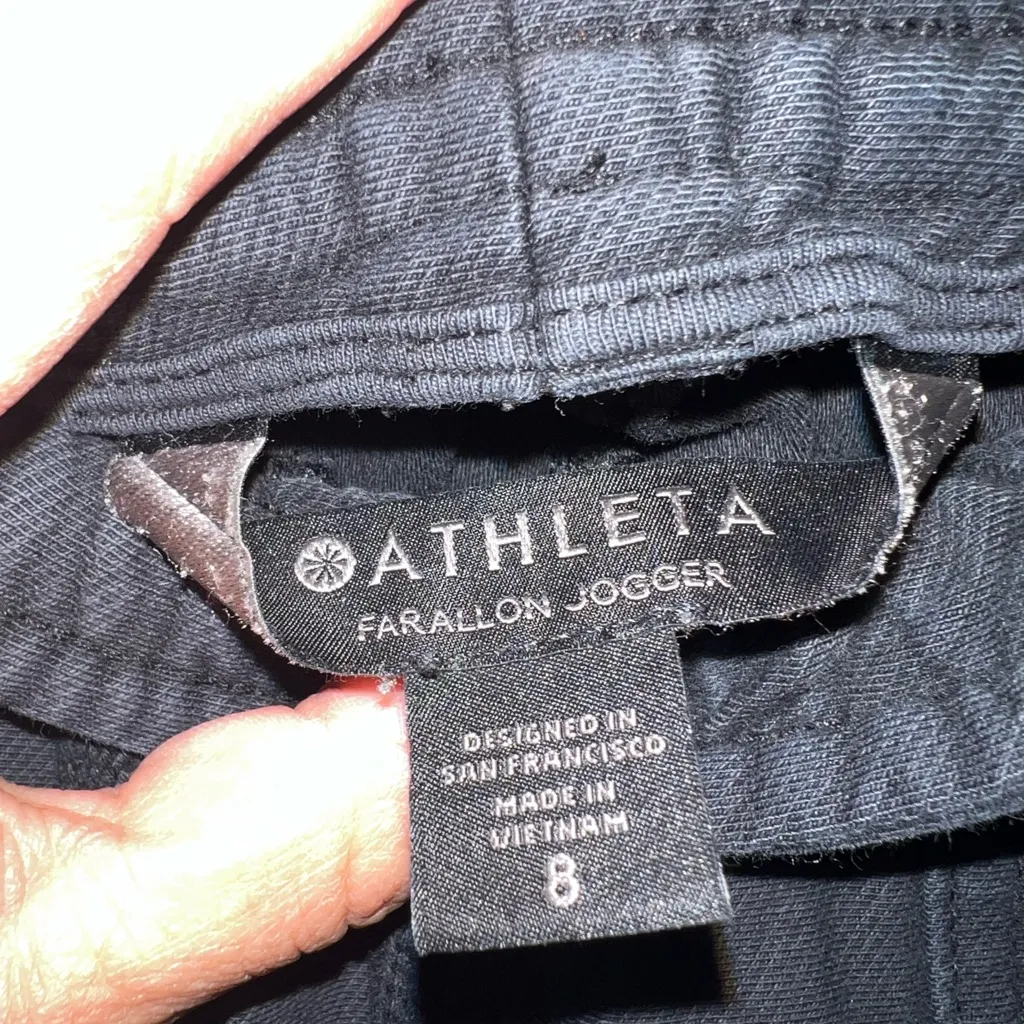 ATHLETA
FARALLON JOGGER
DESIGNED IN
SAN FRANCISCO
MADE IN
VIETNAM
8